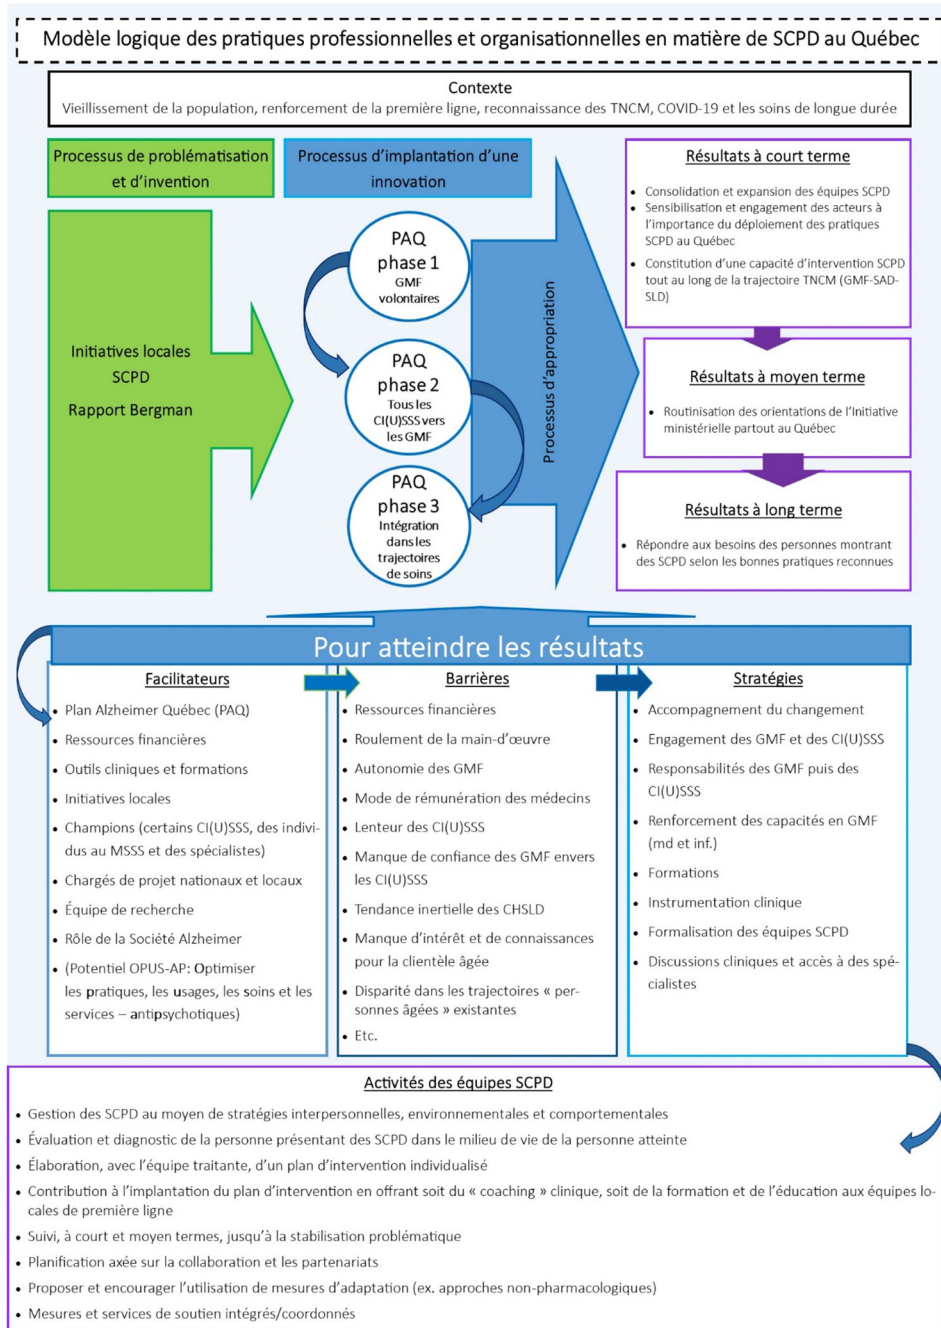 Modèle logique des pratiques professionnelles et organisationnelles en matière de SCPD au Québec
Contexte
Vieillissement de la population, renforcement de la première ligne, reconnaissance des TNCM, COVID-19 et les soins de longue durée
Processus de problématisation
et d’invention
Processus d’implantation d’une
innovation
Initiatives locales
SCPD
Rapport Bergman
PAQ
phase 1
GMF
volontaires
PAQ
phase 2
Tous les
CI(U)SSS vers
les GMF
PAQ
phase 3
Intégration
dans les
trajectoires
de soins
Processus d’appropriation
Résultats à court terme
• Consolidation et expansion des équipes SCPD
• Sensibilisation et engagement des acteurs à
l’importance du déploiement des pratiques
SCPD au Québec
• Constitution d’une capacité d’intervention SCPD
tout au long de la trajectoire TNCM (GMF-SAD-
SLD)
Résultats à moyen terme
• Routinisation des orientations de l’Initiative
ministérielle partout au Québec
Résultats à long terme
• Répondre aux besoins des personnes montrant
des SCPD selon les bonnes pratiques reconnues
Pour atteindre les résultats
Facilitateurs
• Plan Alzheimer Québec (PAQ)
• Ressources financières
• Outils cliniques et formations
• Initiatives locales
• Champions (certains CI(U)SSS, des indivi-
dus au MSSS et des spécialistes)
• Chargés de projet nationaux et locaux
• Équipe de recherche
• Rôle de la Société Alzheimer
• (Potentiel OPUS-AP: Optimiser
les pratiques, les usages, les soins et les
services – antipsychotiques)
Barrières
• Ressources financières
• Roulement de la main-d’œuvre
• Autonomie des GMF
• Mode de rémunération des médecins
• Lenteur des CI(U)SSS
• Manque de confiance des GMF envers
les CI(U)SSS
• Tendance inertielle des CHSLD
• Manque d’intérêt et de connaissances
pour la clientèle âgée
• Disparité dans les trajectoires « per-
sonnes âgées » existantes
• Etc.
Stratégies
• Accompagnement du changement
• Engagement des GMF et des CI(U)SSS
• Responsabilités des GMF puis des
CI(U)SSS
• Renforcement des capacités en GMF
(md et inf.)
• Formations
• Instrumentation clinique
• Formalisation des équipes SCPD
• Discussions cliniques et accès à des spé-
cialistes
Activités des équipes SCPD
• Gestion des SCPD au moyen de stratégies interpersonnelles, environnementales et comportementales
• Évaluation et diagnostic de la personne présentant des SCPD dans le milieu de vie de la personne atteinte
• Élaboration, avec l’équipe traitante, d’un plan d’intervention individualisé
• Contribution à l’implantation du plan d’intervention en offrant soit du « coaching » clinique, soit de la formation et de l’éducation aux équipes lo-
cales de première ligne
• Suivi, à court et moyen termes, jusqu’à la stabilisation problématique
• Planification axée sur la collaboration et les partenariats
• Proposer et encourager l’utilisation de mesures d’adaptation (ex. approches non-pharmacologiques)
• Mesures et services de soutien intégrés/coordonnés